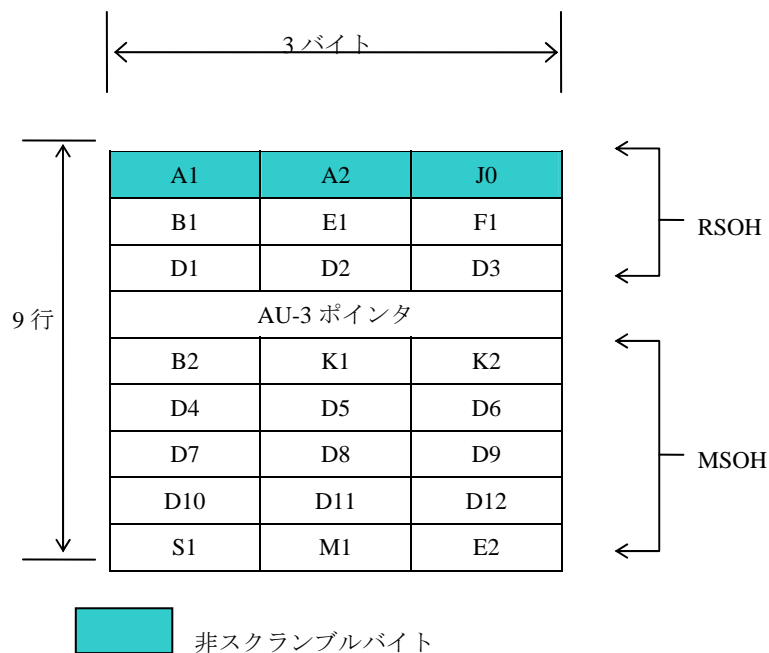 3 バイト
A1 A2 J0
B1 E1 F1
RSOH
D1 D2 D3
9 行
AU-3 ポインタ
B2 K1 K2
D4 D5 D6
D7 D8 D9
MSOH
D10 D11 D12
S1 M1 E2
非スクランブルバイト